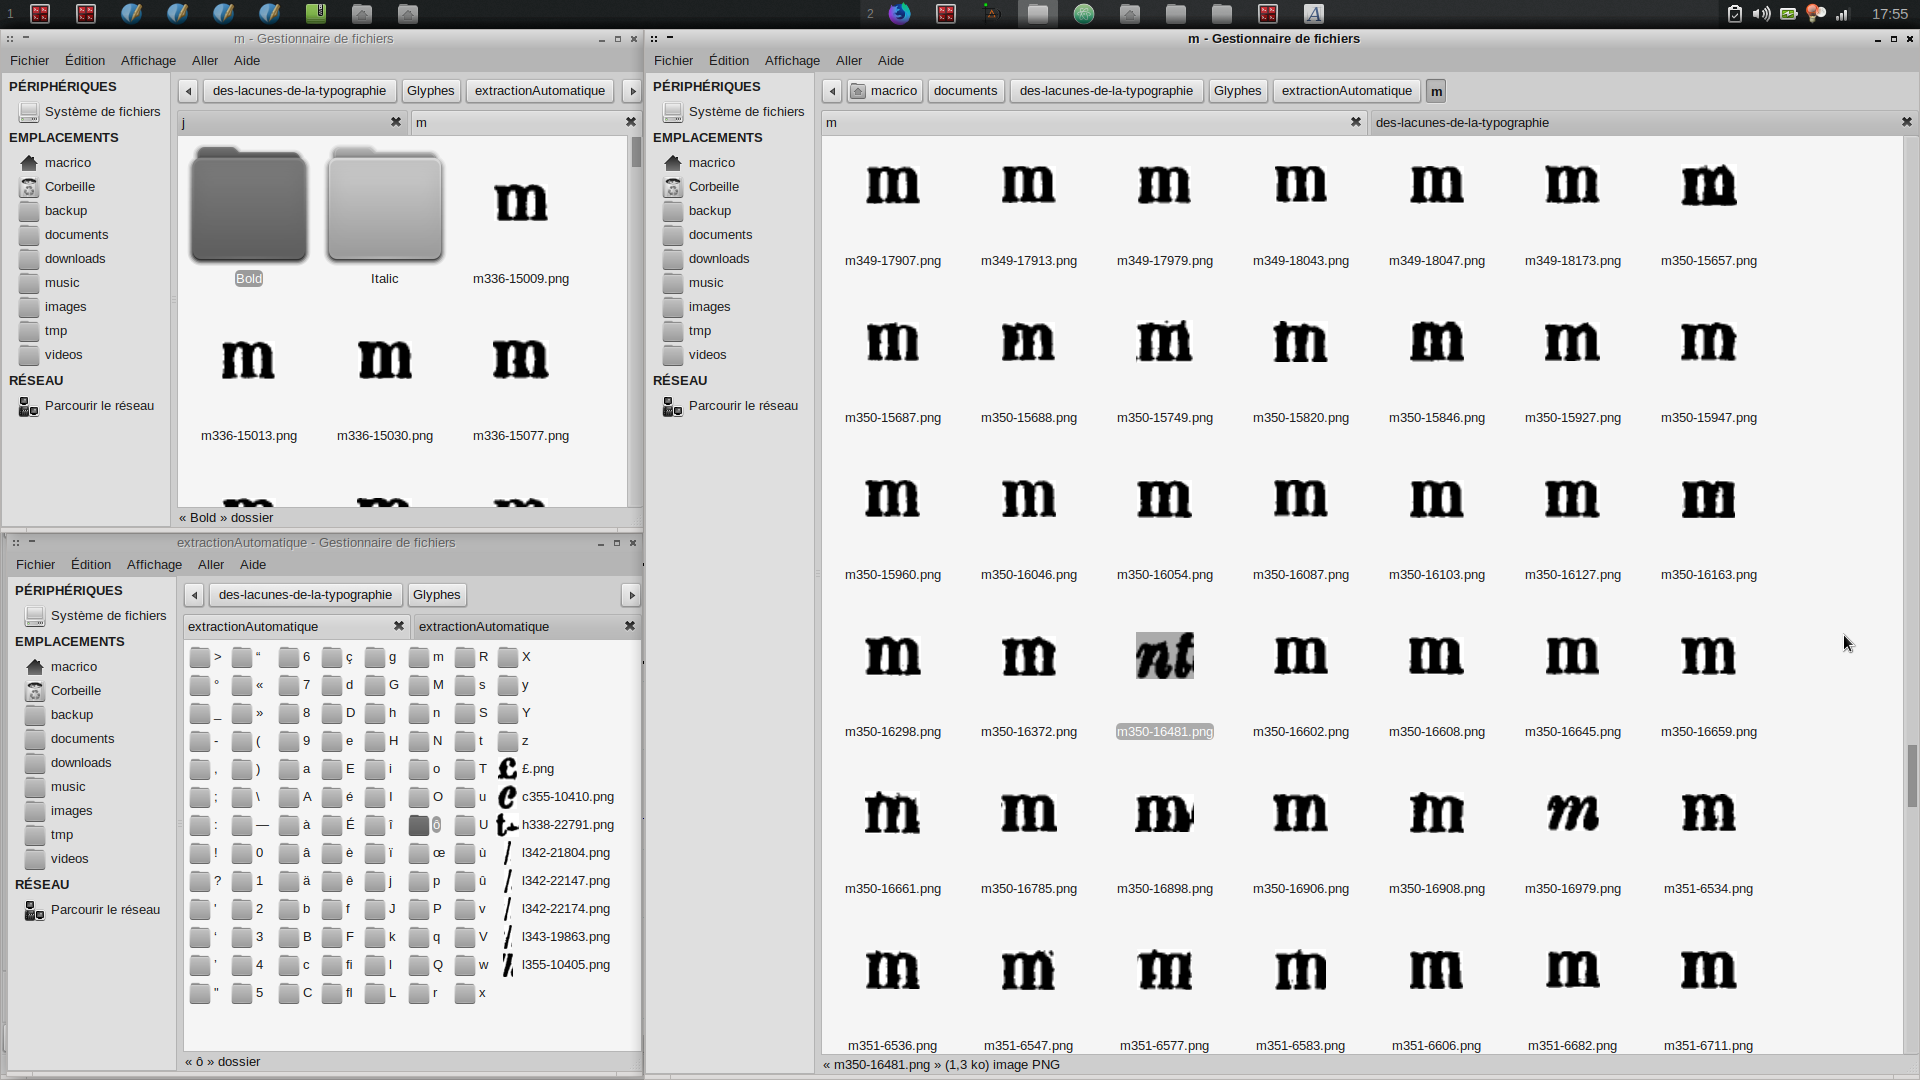 1
2
17:55
m - Gestionnaire de fichiers
Fichier Édition Affichage Aller Aide
PÉRIPHÉRIQUES
Système de fichiers
EMPLACEMENTS
macrico
Corbeille
backup
documents
downloads
music
images
tmp
videos
RÉSEAU
Parcourir le réseau
des-lacunes-de-la-typographie Glyphes extractionAutomatique
j m
Bold Italic m336-15009.png
m336-15013.png m336-15030.png m336-15077.png
« Bold » dossier
extractionAutomatique - Gestionnaire de fichiers
Fichier Édition Affichage Aller Aide
PÉRIPHÉRIQUES
Système de fichiers
EMPLACEMENTS
macrico
Corbeille
backup
documents
downloads
music
images
tmp
videos
RÉSEAU
Parcourir le réseau
des-lacunes-de-la-typographie Glyphes
extractionAutomatique extractionAutomatique
> “ 6 ç g m R X
° « 7 d G M s y
_ » 8 D h n S Y
- ( 9 e H N t z
, ) a E i o T £.png
; \ A é I O u c355-10410.png
: — à É î ô U h338-22791.png
! 0 â è ï œ ù l342-21804.png
? 1 ä ê j p û l342-22147.png
' 2 b f J P v l342-22174.png
‘ 3 B F k q V l343-19863.png
’ 4 c fi l Q w l355-10405.png
" 5 C fl L r x
« ô » dossier
m - Gestionnaire de fichiers
Fichier Édition Affichage Aller Aide
PÉRIPHÉRIQUES
Système de fichiers
EMPLACEMENTS
macrico
Corbeille
backup
documents
downloads
music
images
tmp
videos
RÉSEAU
Parcourir le réseau
macrico documents des-lacunes-de-la-typographie Glyphes extractionAutomatique m
m des-lacunes-de-la-typographie
m m m m m m m
m349-17907.png m349-17913.png m349-17979.png m349-18043.png m349-18047.png m349-18173.png m350-15657.png
m m m m m m m
m350-15687.png m350-15688.png m350-15749.png m350-15820.png m350-15846.png m350-15927.png m350-15947.png
m m m m m m m
m350-15960.png m350-16046.png m350-16054.png m350-16087.png m350-16103.png m350-16127.png m350-16163.png
m m nt m m m m
m350-16298.png m350-16372.png m350-16481.png m350-16602.png m350-16608.png m350-16645.png m350-16659.png
m m m m m m m
m350-16661.png m350-16785.png m350-16898.png m350-16906.png m350-16908.png m350-16979.png m351-6534.png
m m m m m m m
m351-6536.png m351-6547.png m351-6577.png m351-6583.png m351-6606.png m351-6682.png m351-6711.png
« m350-16481.png » (1,3 ko) image PNG